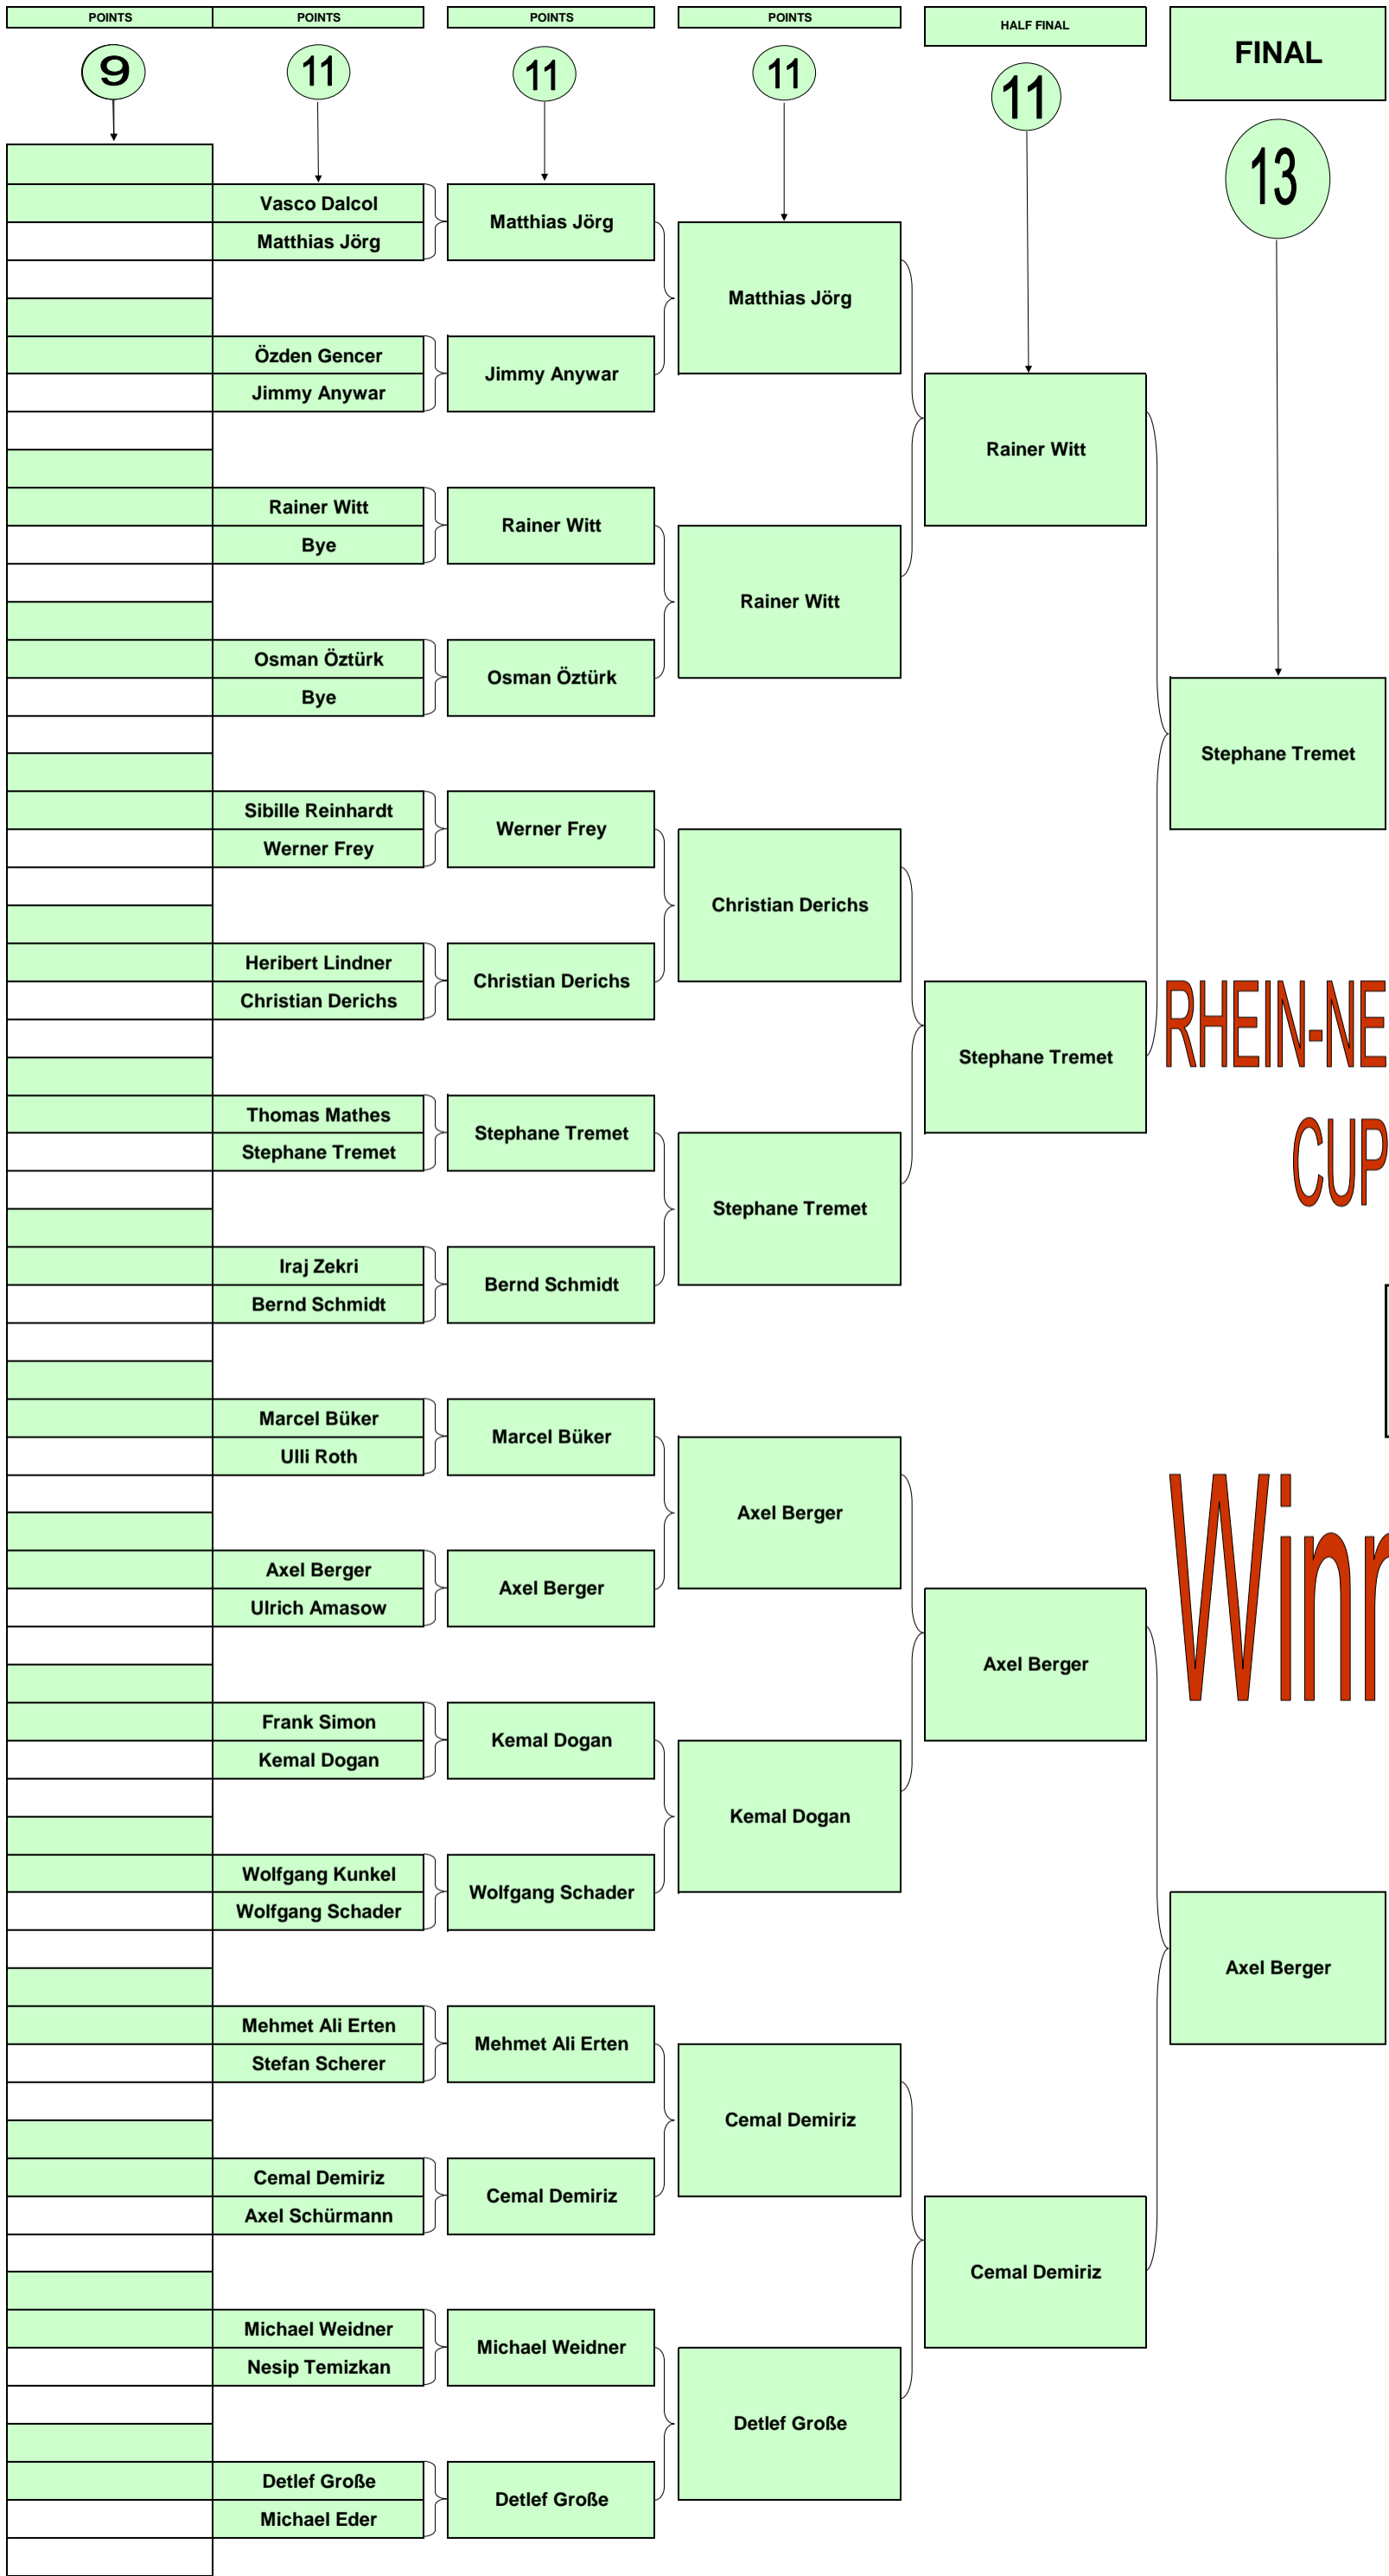 POINTS
POINTS
POINTS
POINTS
HALF FINAL
FINAL
9
11
11
11
11
13
Vasco Dalcol
Matthias Jörg
Özden Gencer
Jimmy Anywar
Rainer Witt
Bye
Osman Öztürk
Bye
Sibille Reinhardt
Werner Frey
Heribert Lindner
Christian Derichs
Thomas Mathes
Stephane Tremet
Iraj Zekri
Bernd Schmidt
Marcel Büker
Ulli Roth
Axel Berger
Ulrich Amasow
Frank Simon
Kemal Dogan
Wolfgang Kunkel
Wolfgang Schader
Mehmet Ali Erten
Stefan Scherer
Cemal Demiriz
Axel Schürmann
Michael Weidner
Nesip Temizkan
Detlef Große
Michael Eder
Matthias Jörg
Jimmy Anywar
Rainer Witt
Osman Öztürk
Werner Frey
Christian Derichs
Stephane Tremet
Bernd Schmidt
Marcel Büker
Axel Berger
Kemal Dogan
Wolfgang Schader
Mehmet Ali Erten
Cemal Demiriz
Michael Weidner
Detlef Große
Matthias Jörg
Rainer Witt
Christian Derichs
Stephane Tremet
Axel Berger
Kemal Dogan
Cemal Demiriz
Detlef Große
Rainer Witt
Stephane Tremet
Axel Berger
Cemal Demiriz
Stephane Tremet
Axel Berger
RHEIN-NE
CUP
Win